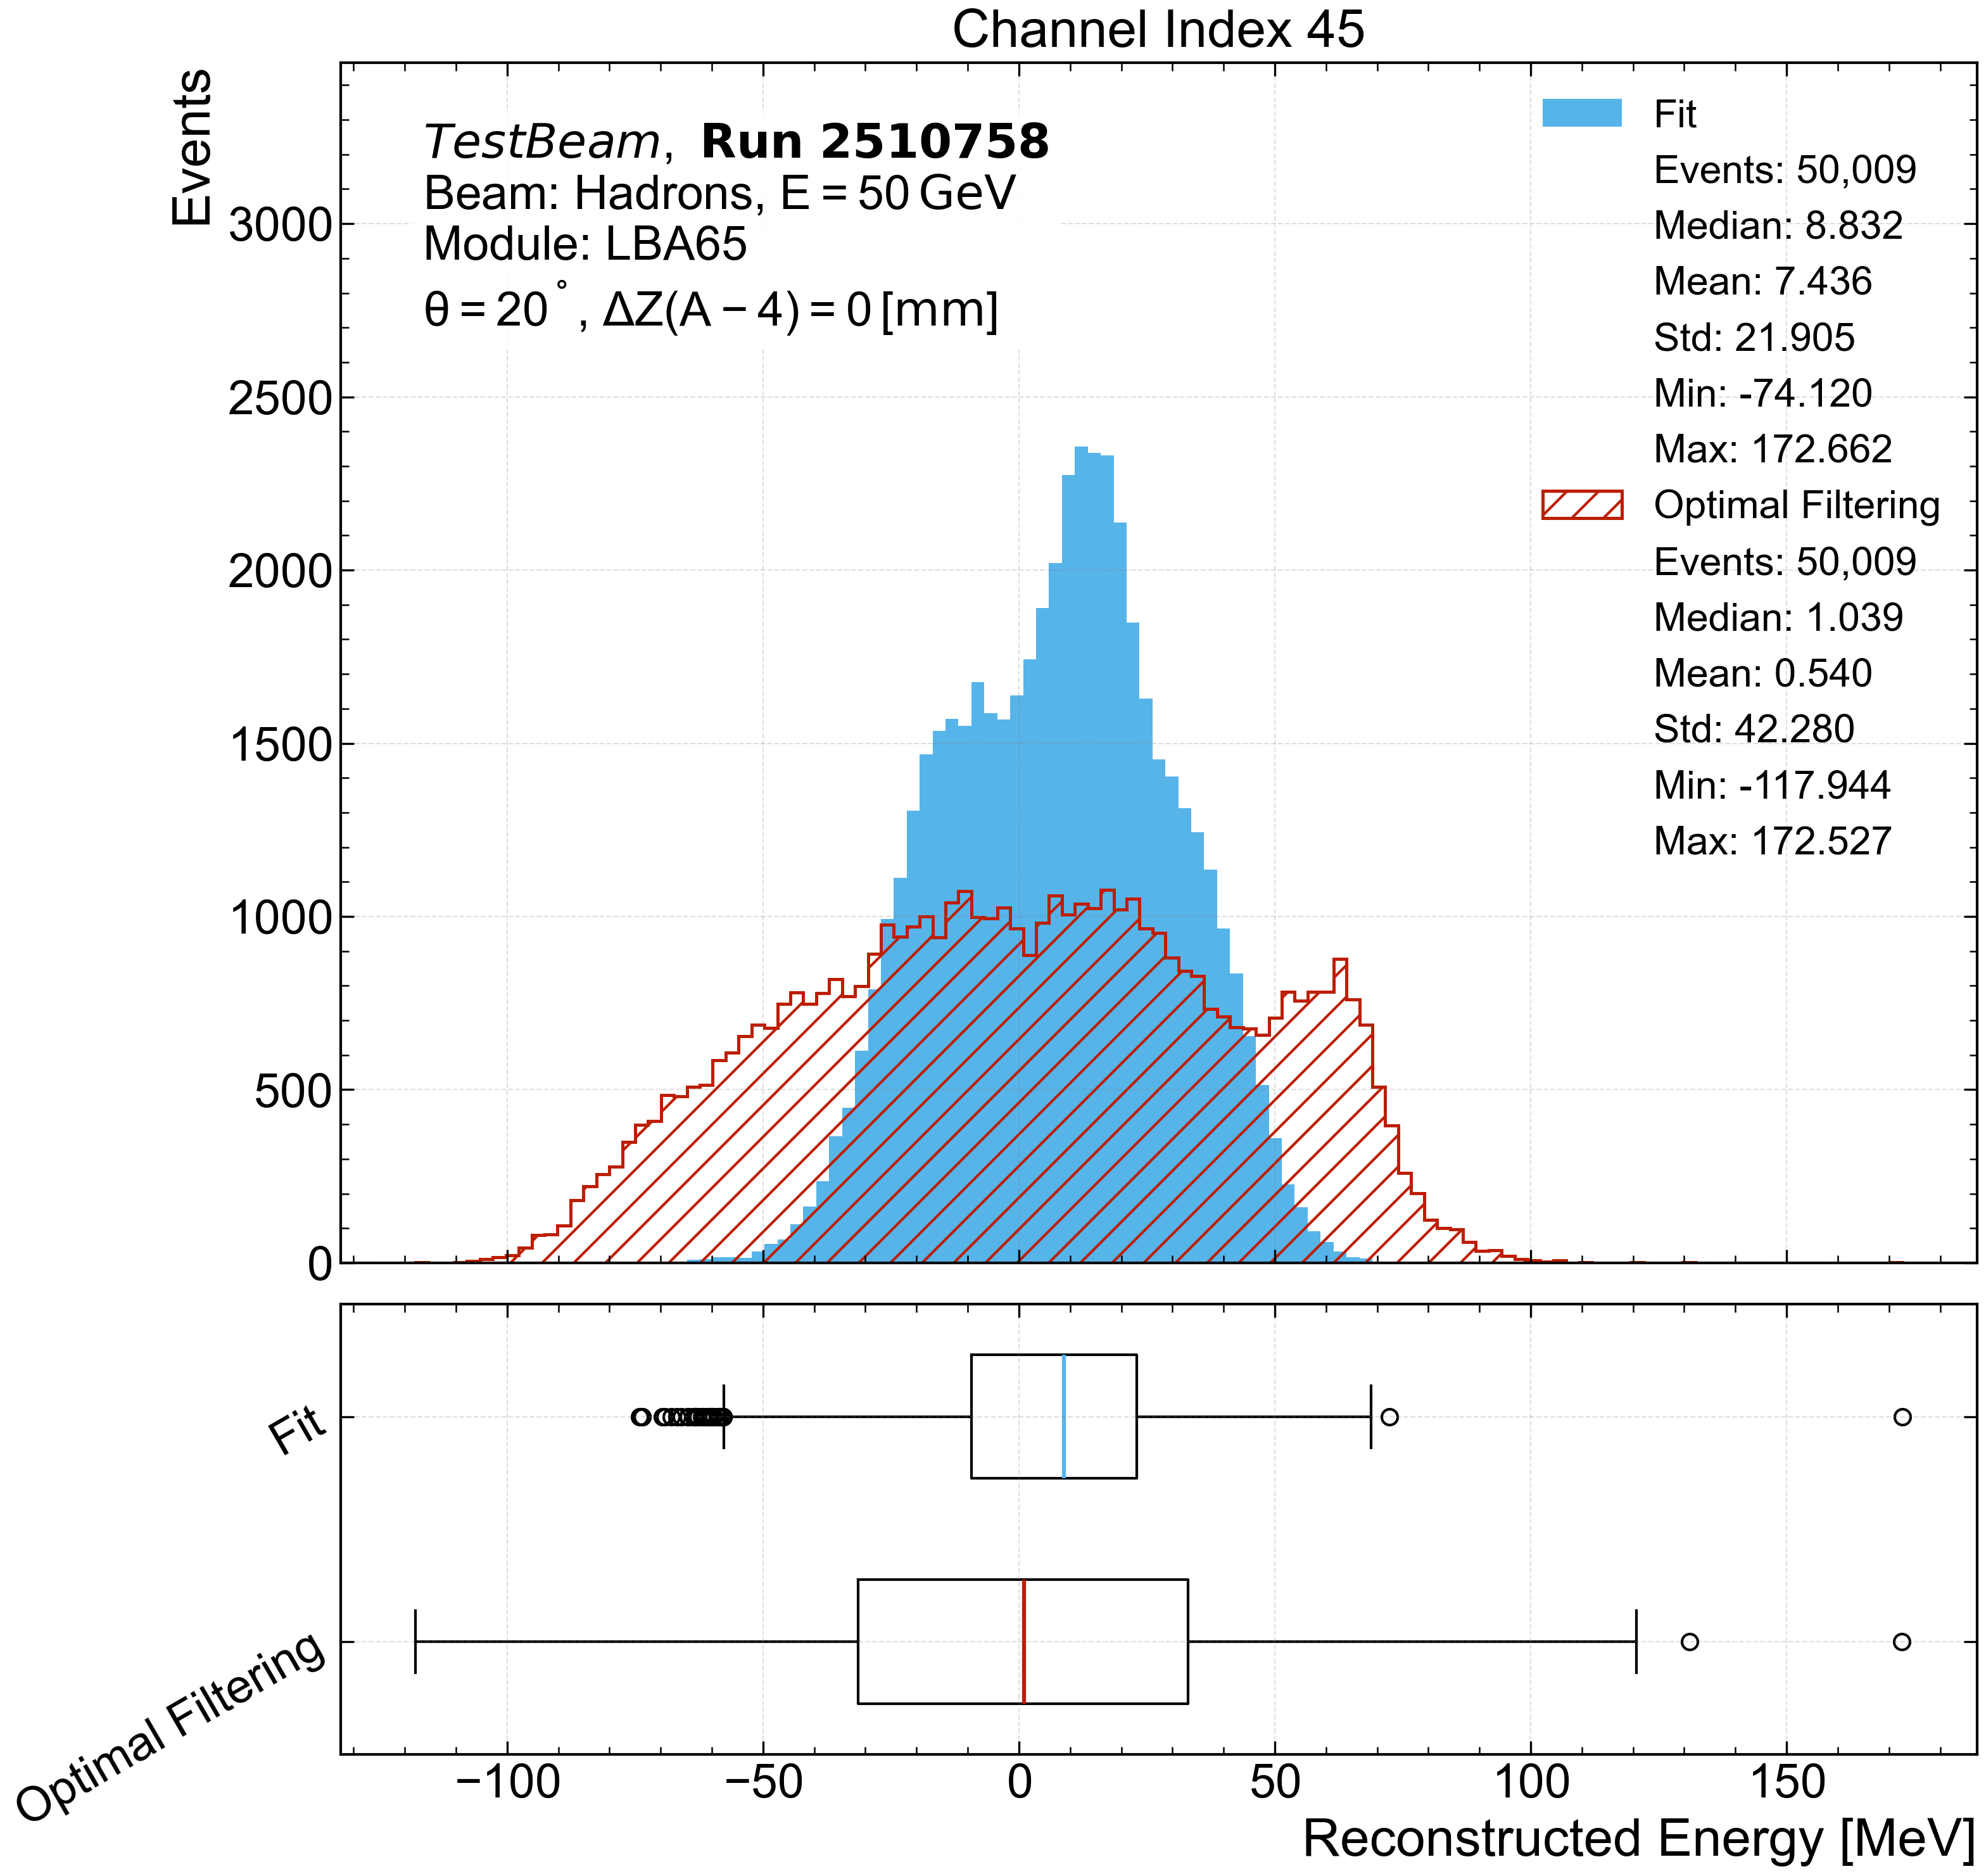 Channel Index 45
Events
TestBeam, Run 2510758
Beam: Hadrons, E = 50 GeV
Module: LBA65
θ = 20°, ΔZ(A − 4) = 0 [mm]
Fit
Events: 50,009
Median: 8.832
Mean: 7.436
Std: 21.905
Min: -74.120
Max: 172.662
Optimal Filtering
Events: 50,009
Median: 1.039
Mean: 0.540
Std: 42.280
Min: -117.944
Max: 172.527
3000
2500
2000
1500
1000
500
0
Fit
Optimal Filtering
−100 −50 0 50 100 150
Reconstructed Energy [MeV]